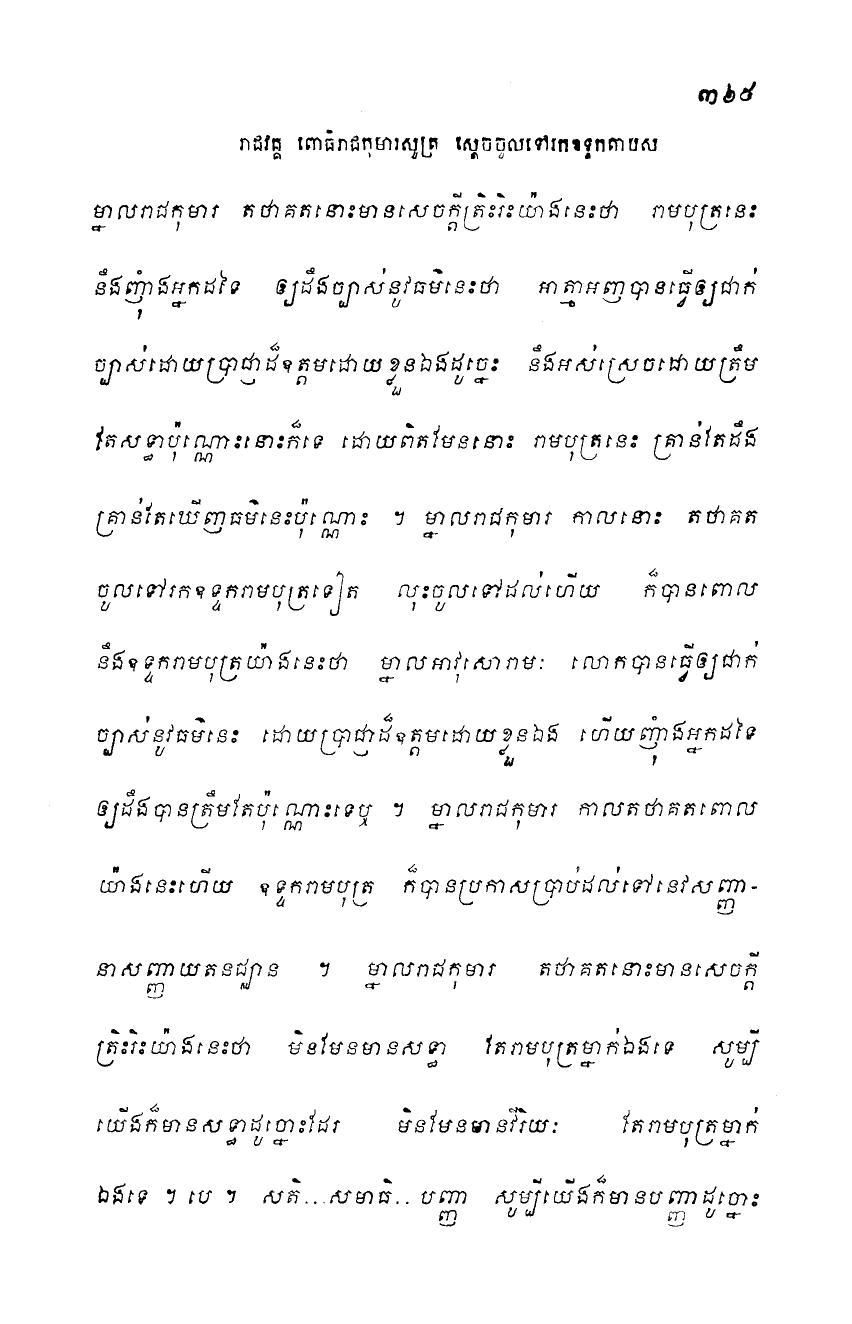 ៣៦៥
រាជវគ្គ ពោធិរាជកុមារសូត្រ ស្តេចចូលទៅរកឧទ្ទកតាបស
ម្នាលរាជកុមារ តថាគតនោះមានសេចក្តីត្រិះរិះយ៉ាងនេះថា រាមបុត្រនេះ
នឹងញុំាងអ្នកដទៃ ឲ្យដឹងច្បាស់នូវធម៌នេះថា អាត្មាអញបានធ្វើឲ្យជាក់
ច្បាស់ដោយប្រាជ្ញាដ៏ឧត្តមដោយខ្លួនឯងដូច្នេះ នឹងអស់ស្រេចដោយត្រឹម
តែសទ្ធាប៉ុណ្ណោះនោះក៏ទេ ដោយពិតមែននោះ រាមបុត្រនេះ គ្រាន់តែដឹង
គ្រាន់តែឃើញធម៌នេះប៉ុណ្ណោះ ។ ម្នាលរាជកុមារ កាលនោះ តថាគត
ចូលទៅរកឧទ្ទករាមបុត្រទៀត លុះចូលទៅដល់ហើយ ក៏បានពោល
នឹងឧទ្ទករាមបុត្រយ៉ាងនេះថា ម្នាលអាវុសោរាមៈ លោកបានធ្វើឲ្យជាក់
ច្បាស់នូវធម៌នេះ ដោយប្រាជ្ញាដ៏ឧត្តមដោយខ្លួនឯង ហើយញុំាងអ្នកដទៃ
ឲ្យដឹងបានត្រឹមតែប៉ុណ្ណោះទេឬ ។ ម្នាលរាជកុមារ កាលតថាគតពោល
យ៉ាងនេះហើយ ឧទ្ទករាមបុត្រ ក៏បានប្រកាសប្រាប់ដល់ទៅនេវសញ្ញា-
នាសញ្ញាយតនជ្ឈាន ។ ម្នាលរាជកុមារ តថាគតនោះមានសេចក្តី
ត្រិះរិះយ៉ាងនេះថា មិនមែនមានសទ្ធា តែរាមបុត្រម្នាក់ឯងទេ សូម្បី
យើងក៏មានសទ្ធាដូច្នោះដែរ មិនមែនមានវីរិយៈ តែរាមបុត្រម្នាក់
ឯងទេ ។ បេ ។ សតិ...សមាធិ.. បញ្ញា សូម្បីយើងក៏មានបញ្ញាដូច្នោះ